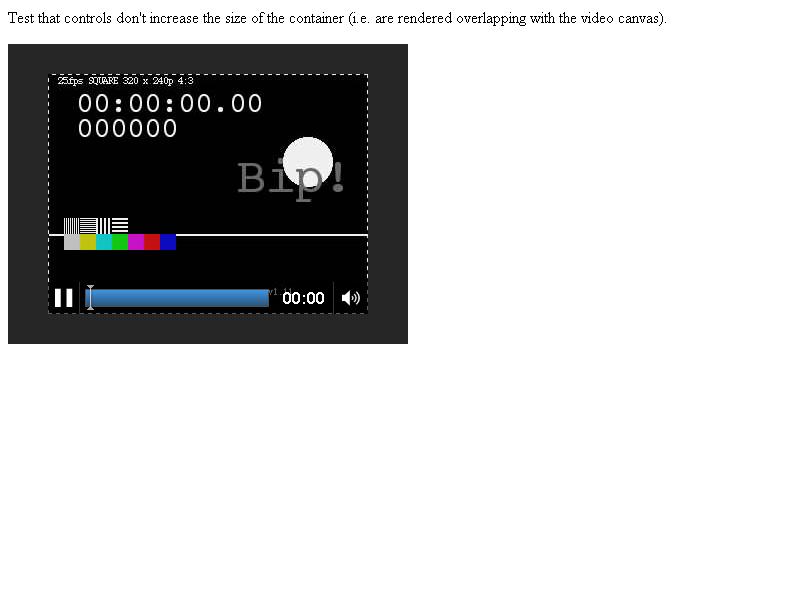 Test that controls don't increase the size of the container (i.e. are rendered overlapping with the video canvas).
25fps SQUARE 320 x 240p 4:3
00:00:00.00
000000
Bip!
00:00